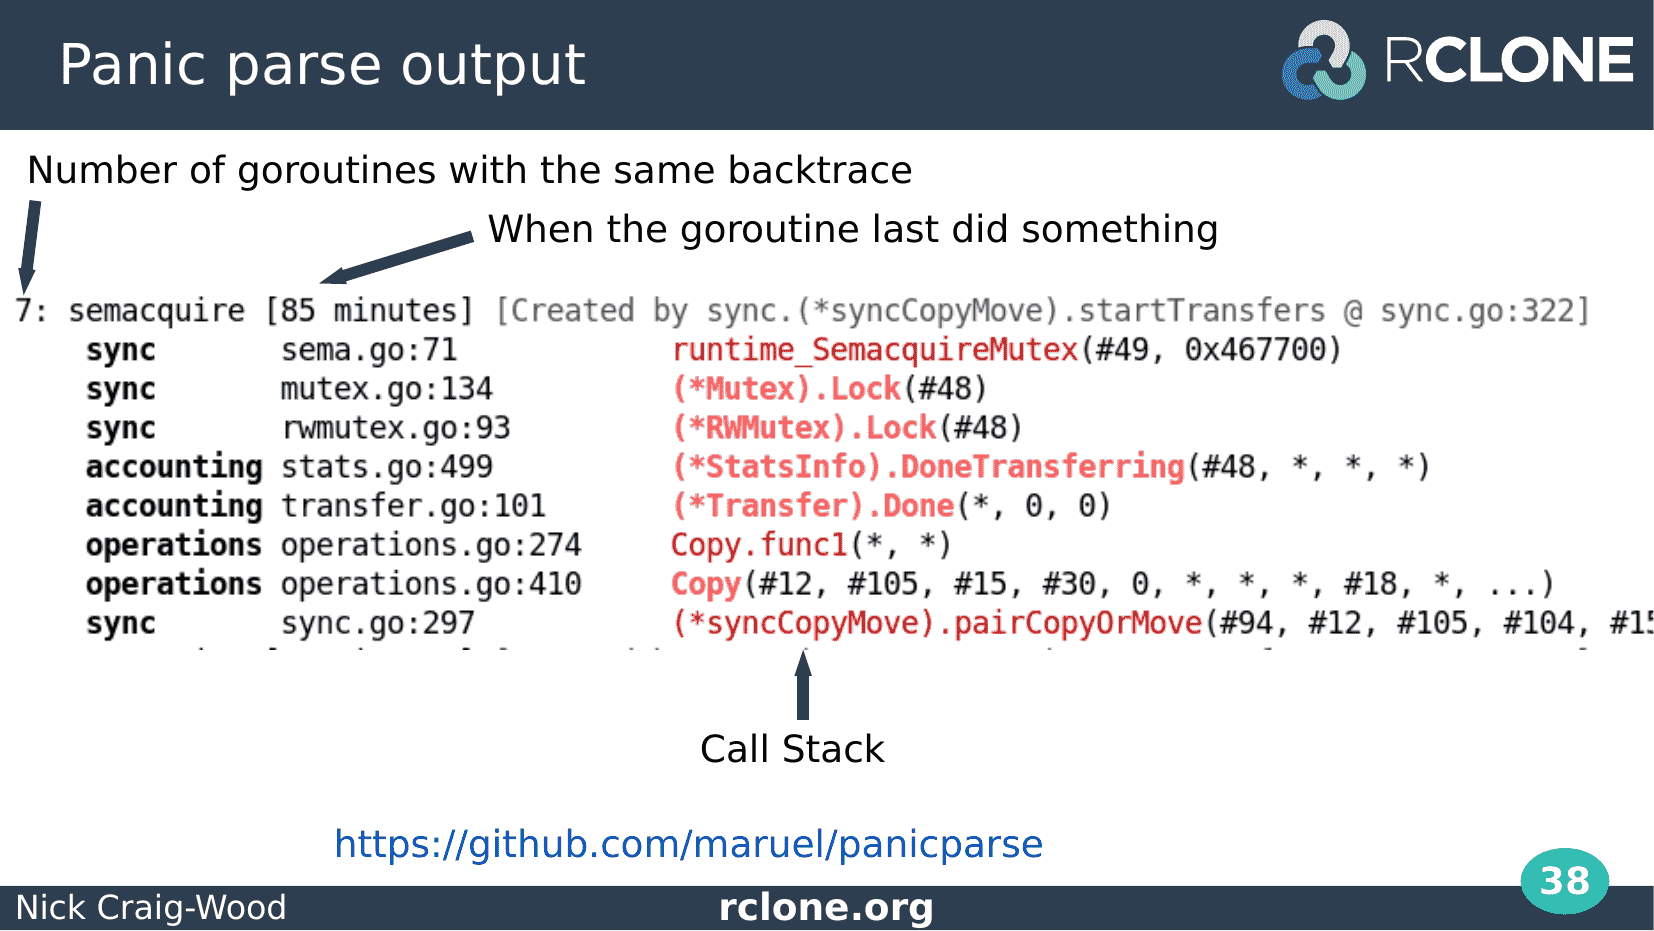 Panic parse output
RCLONE
Number of goroutines with the same backtrace
When the goroutine last did something
7: semacquire [85 minutes] [Created by sync.(*syncCopyMove).startTransfers @ sync.go:322]
sync sema.go:71 runtime_SemacquireMutex(#49, 0x467700)
sync mutex.go:134 (*Mutex).Lock(#48)
sync rwmutex.go:93 (*RWMutex).Lock(#48)
accounting stats.go:499 (*StatsInfo).DoneTransferring(#48, *, *, *)
accounting transfer.go:101 (*Transfer).Done(*, 0, 0)
operations operations.go:274 Copy.func1(*, *)
operations operations.go:410 Copy(#12, #105, #15, #30, 0, *, *, *, #18, *, ...)
sync sync.go:297 (*syncCopyMove).pairCopyOrMove(#94, #12, #105, #104, #15
Call Stack
https://github.com/maruel/panicparse
38
Nick Craig-Wood
rclone.org